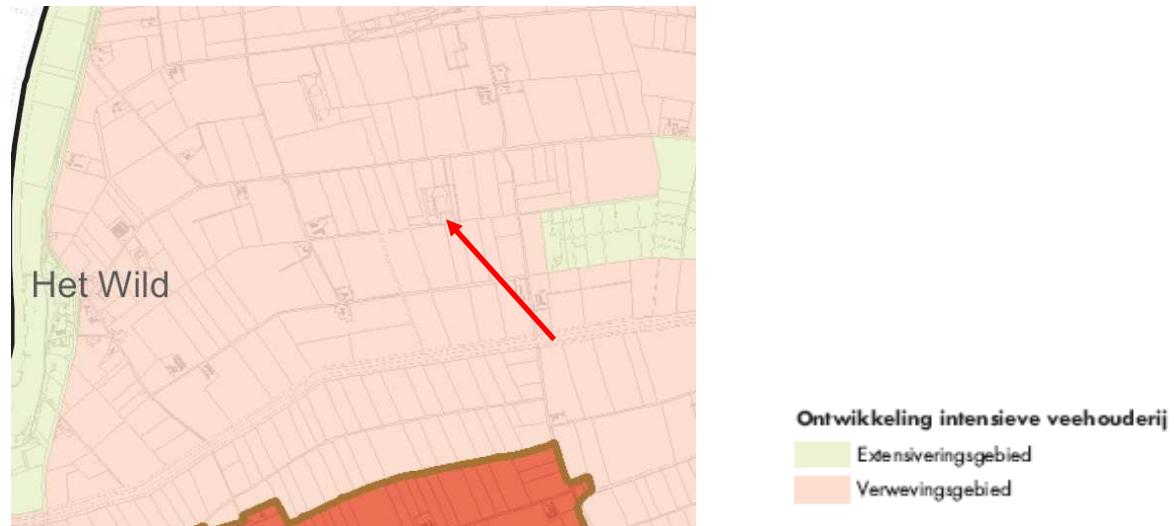 Het Wild
Ontwikkeling intensieve veehouderij
Extensiveringsgebied
Verwevingsgebied